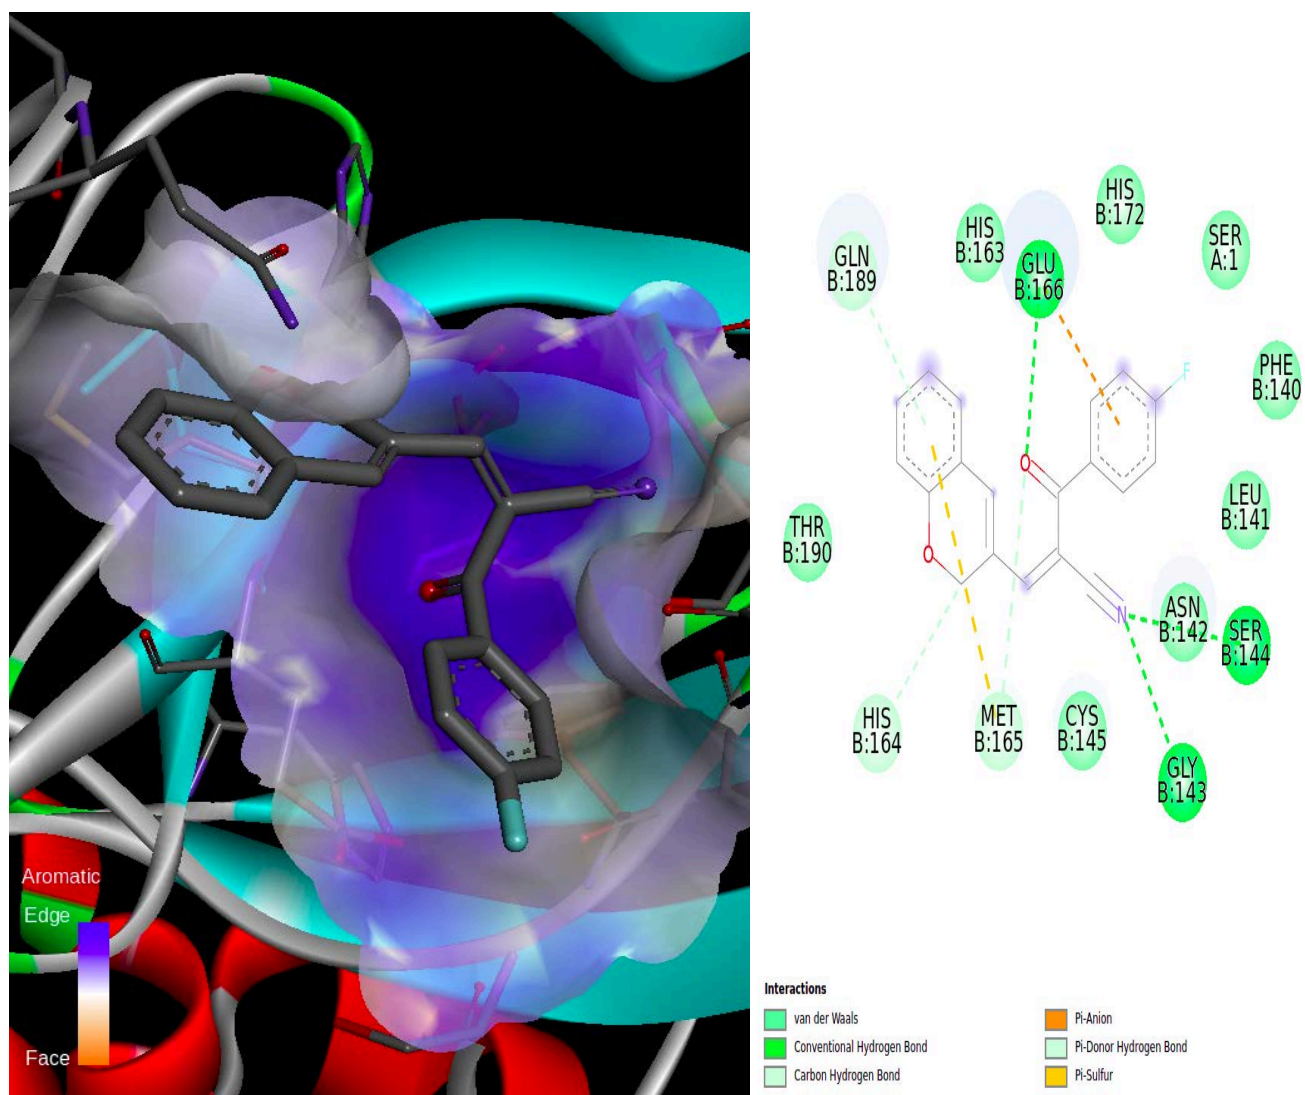 Aromatic
Edge
Face
HIS
B:172
HIS
B:163
SER
A:1
GLN
B:189
GLU
B:166
F
PHE
B:140
O
LEU
B:141
THR
B:190
O
N
ASN
B:142
SER
B:144
HIS
B:164
MET
B:165
CYS
B:145
GLY
B:143
Interactions
van der Waals
Conventional Hydrogen Bond
Carbon Hydrogen Bond
Pi-Anion
Pi-Donor Hydrogen Bond
Pi-Sulfur